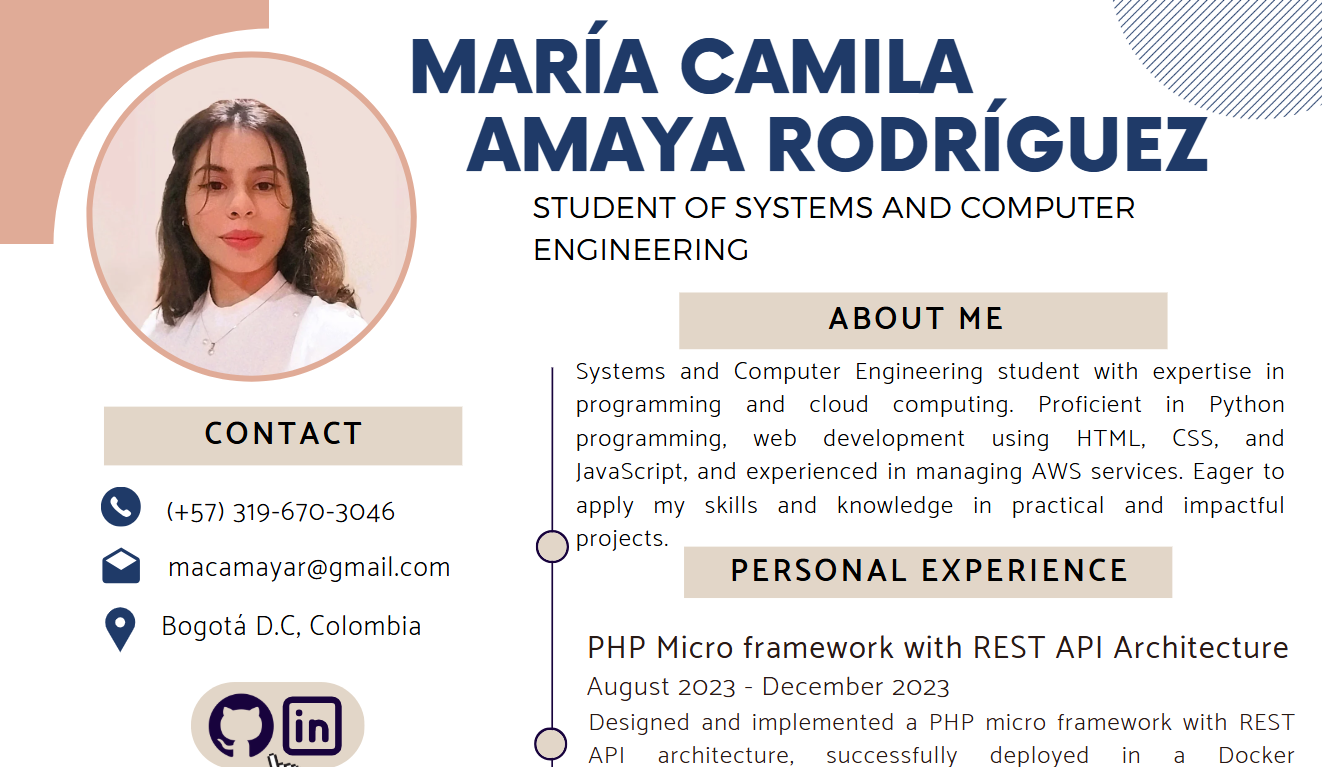 MARÍA CAMILA
AMAYA RODRÍGUEZ
STUDENT OF SYSTEMS AND COMPUTER
ENGINEERING
CONTACT
(+57) 319-670-3046
macamayar@gmail.com
Bogotá D.C, Colombia
in
ABOUT ME
Systems and Computer Engineering student with expertise in
programming and cloud computing. Proficient in Python
programming, web development using HTML, CSS, and
JavaScript, and experienced in managing AWS services. Eager to
apply my skills and knowledge in practical and impactful
projects.
PERSONAL EXPERIENCE
PHP Micro framework with REST API Architecture
August 2023 - December 2023
Designed and implemented a PHP micro framework with REST
API architecture, successfully deployed in a Docker